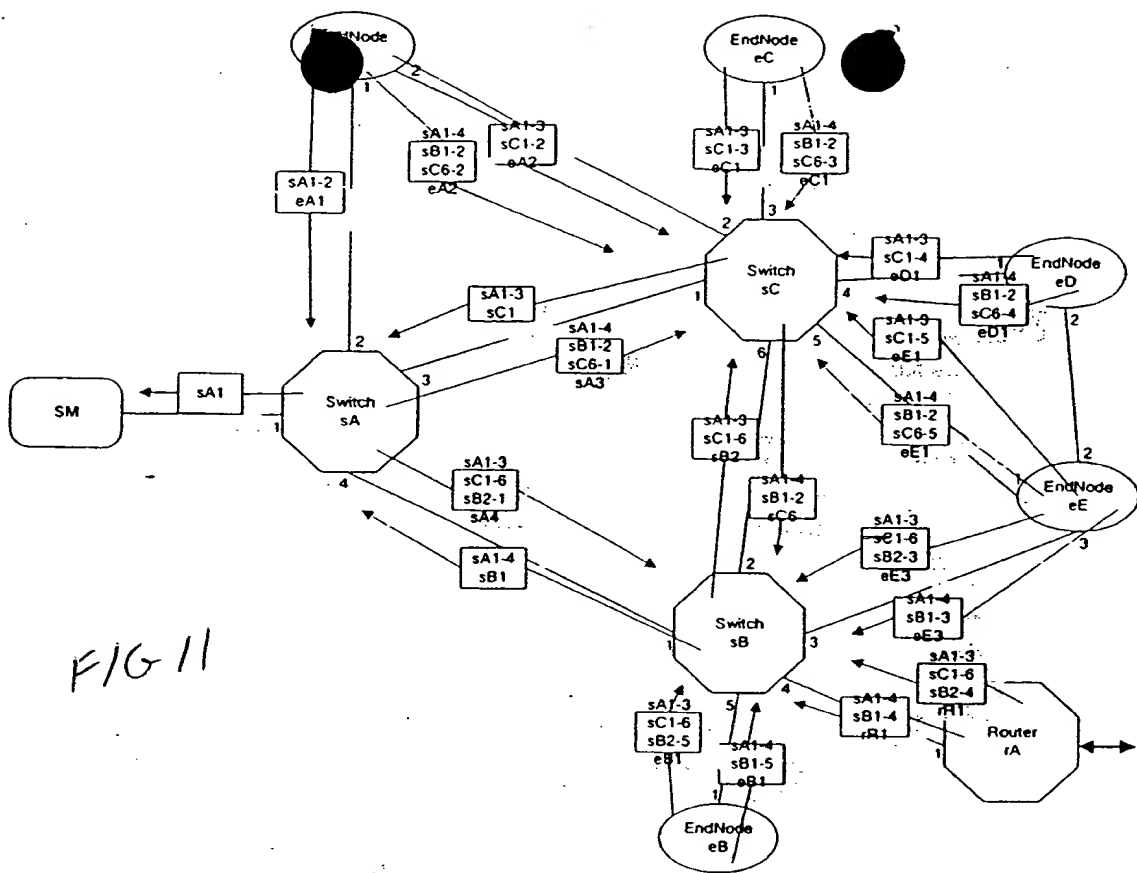 EndNode
1
2
sA1-2
eA1
sA1-4
sB1-2
sC6-2
eA2
sA1-3
sC1-2
eA2
EndNode
eC
1
sA1-3
sC1-3
eC1
sA1-4
sB1-2
sC6-3
eC1
2
3
Switch
sC
1
4
5
6
sA1-3
sC1-4
eD1
1
EndNode
eD
2
sA1-4
sB1-2
sC6-4
eD1
sA1-3
sC1-5
eE1
sA1-3
sC1
sA1-4
sB1-2
sC6-1
sA3
SM
sA1
2
Switch
sA
1
3
4
sA1-4
sB1-2
sC6-5
eE1
2
1
EndNode
eE
3
sA1-3
sC1-6
sB2
sA1-4
sB1-2
sC6
sA1-3
sC1-6
sB2-1
sA4
sA1-4
sB1
sA1-3
sC1-6
sB2-3
eE3
sA1-4
sB1-3
eE3
2
Switch
sB
1
3
4
5
sA1-3
sC1-6
sB2-4
rR1
sA1-4
sB1-4
rR1
1
Router
rA
sA1-3
sC1-6
sB2-5
eB1
sA1-4
sB1-5
eB1
1
EndNode
eB
FIG 11